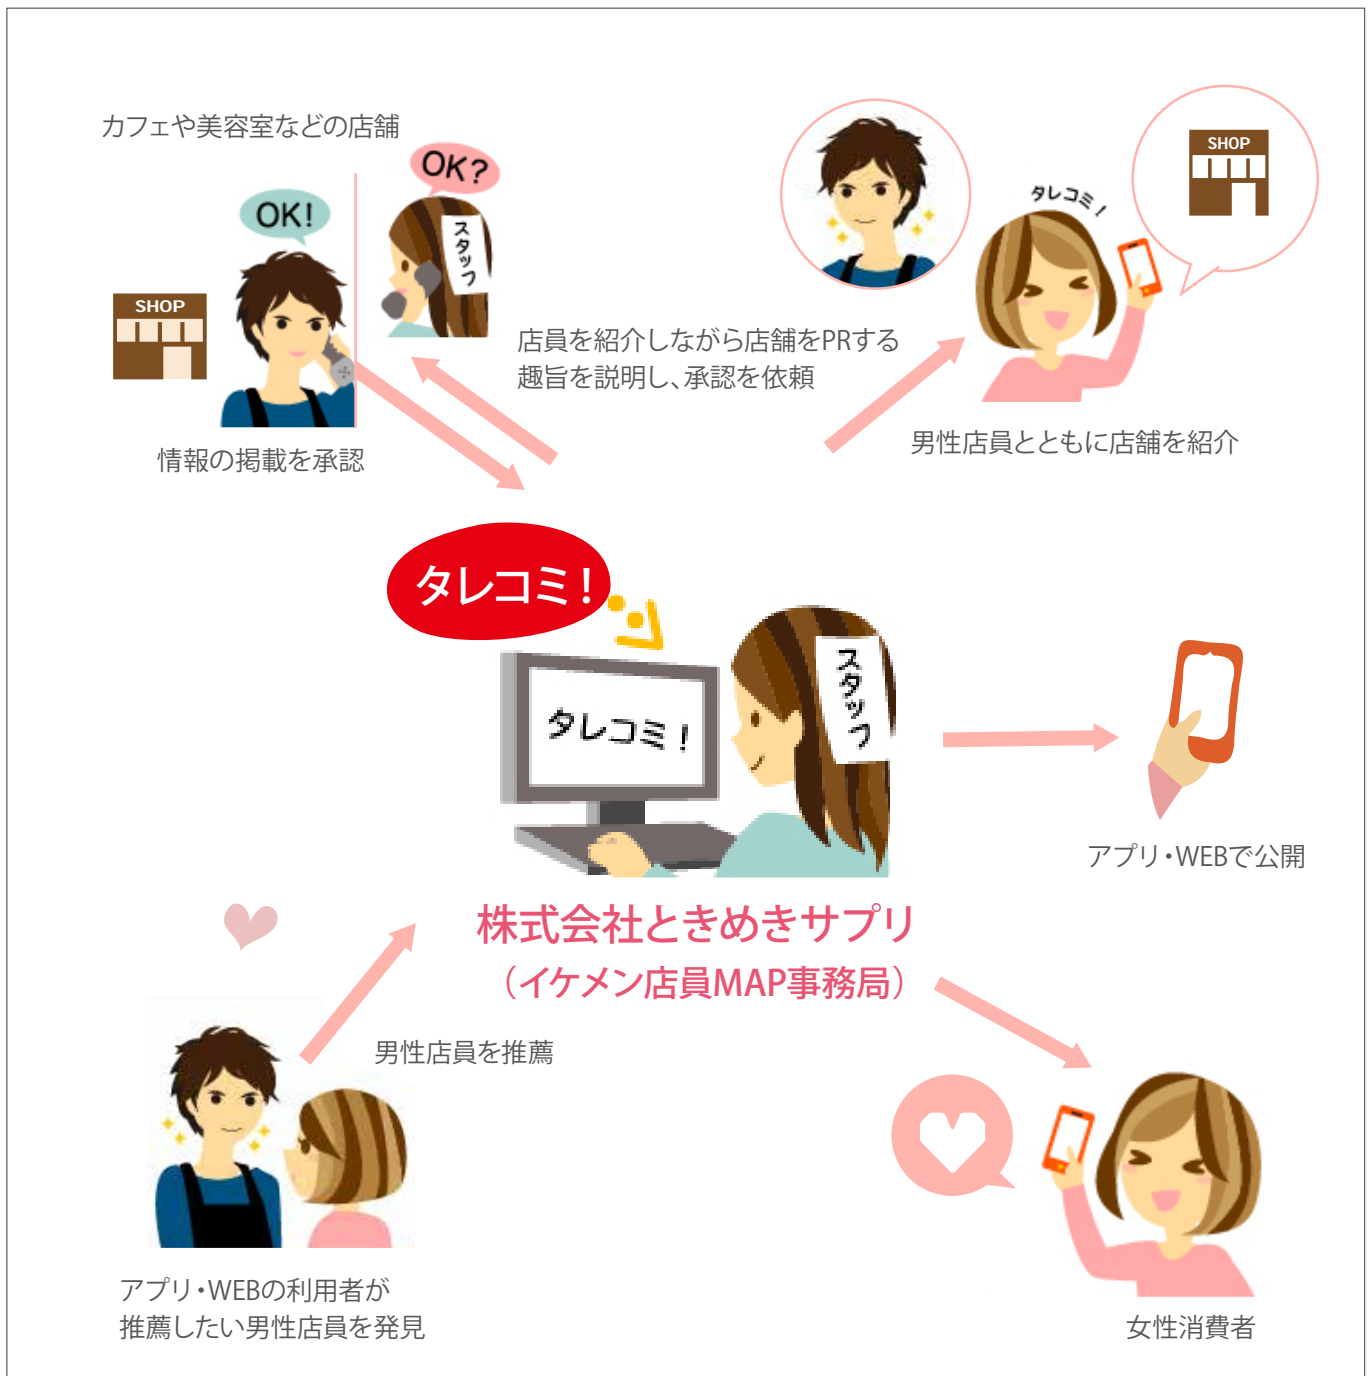 カフェや美容室などの店舗
OK?
OK!
スタッフ
SHOP
タレコミ!
SHOP
店員を紹介しながら店舗をPRする
趣旨を説明し、承認を依頼
情報の掲載を承認
男性店員とともに店舗を紹介
タレコミ!
タレコミ!
スタッフ
アプリ・WEBで公開
株式会社ときめきサプリ
(イケメン店員MAP事務局)
男性店員を推薦
アプリ・WEBの利用者が
推薦したい男性店員を発見
女性消費者